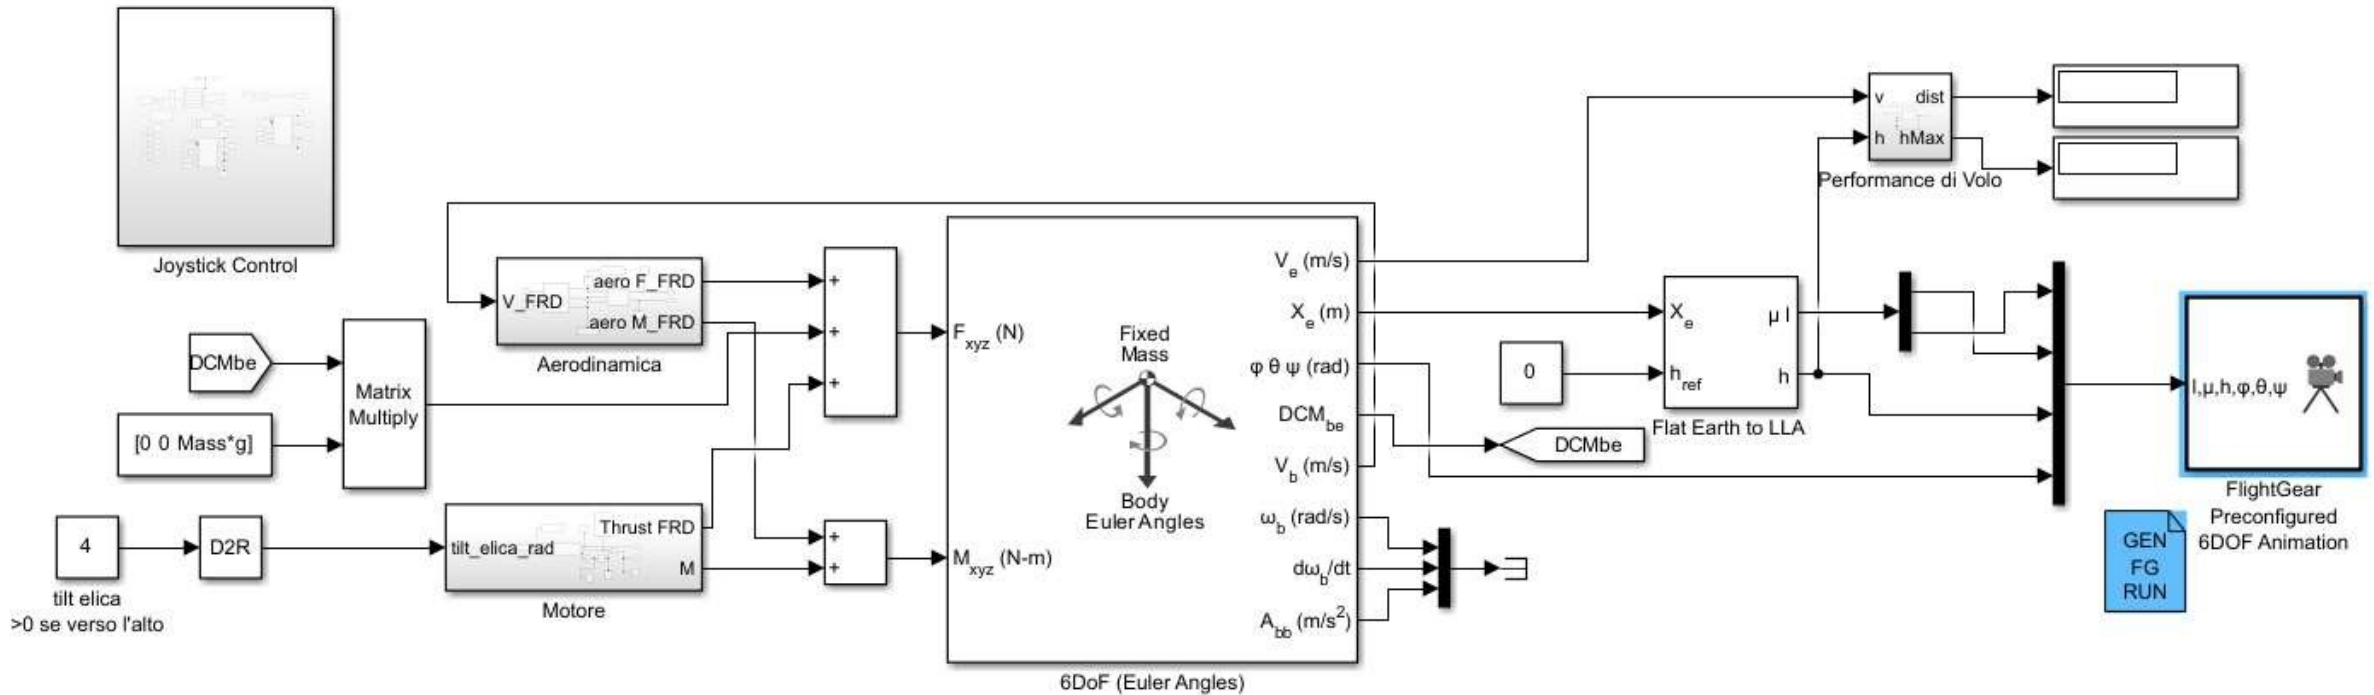 Joystick Control
DCMbe
[0 0 Mass*g]
Matrix
Multiply
4
tilt elica
>0 se verso l'alto
D2R
V_FRD
aero F_FRD
aero M_FRD
Aerodinamica
tilt_elica_rad
Thrust FRD
M
Motore
+
+
+
+
+
F_xyz (N)
M_xyz (N-m)
Fixed
Mass
Body
Euler Angles
V_e (m/s)
X_e (m)
φ θ ψ (rad)
DCM_be
V_b (m/s)
ω_b (rad/s)
dω_b/dt
A_bb (m/s²)
6DoF (Euler Angles)
0
DCMbe
X_e
h_ref
μ l
h
Flat Earth to LLA
v
h
dist
hMax
Performance di Volo
l,μ,h,φ,θ,ψ
FlightGear
Preconfigured
6DOF Animation
GEN
FG
RUN